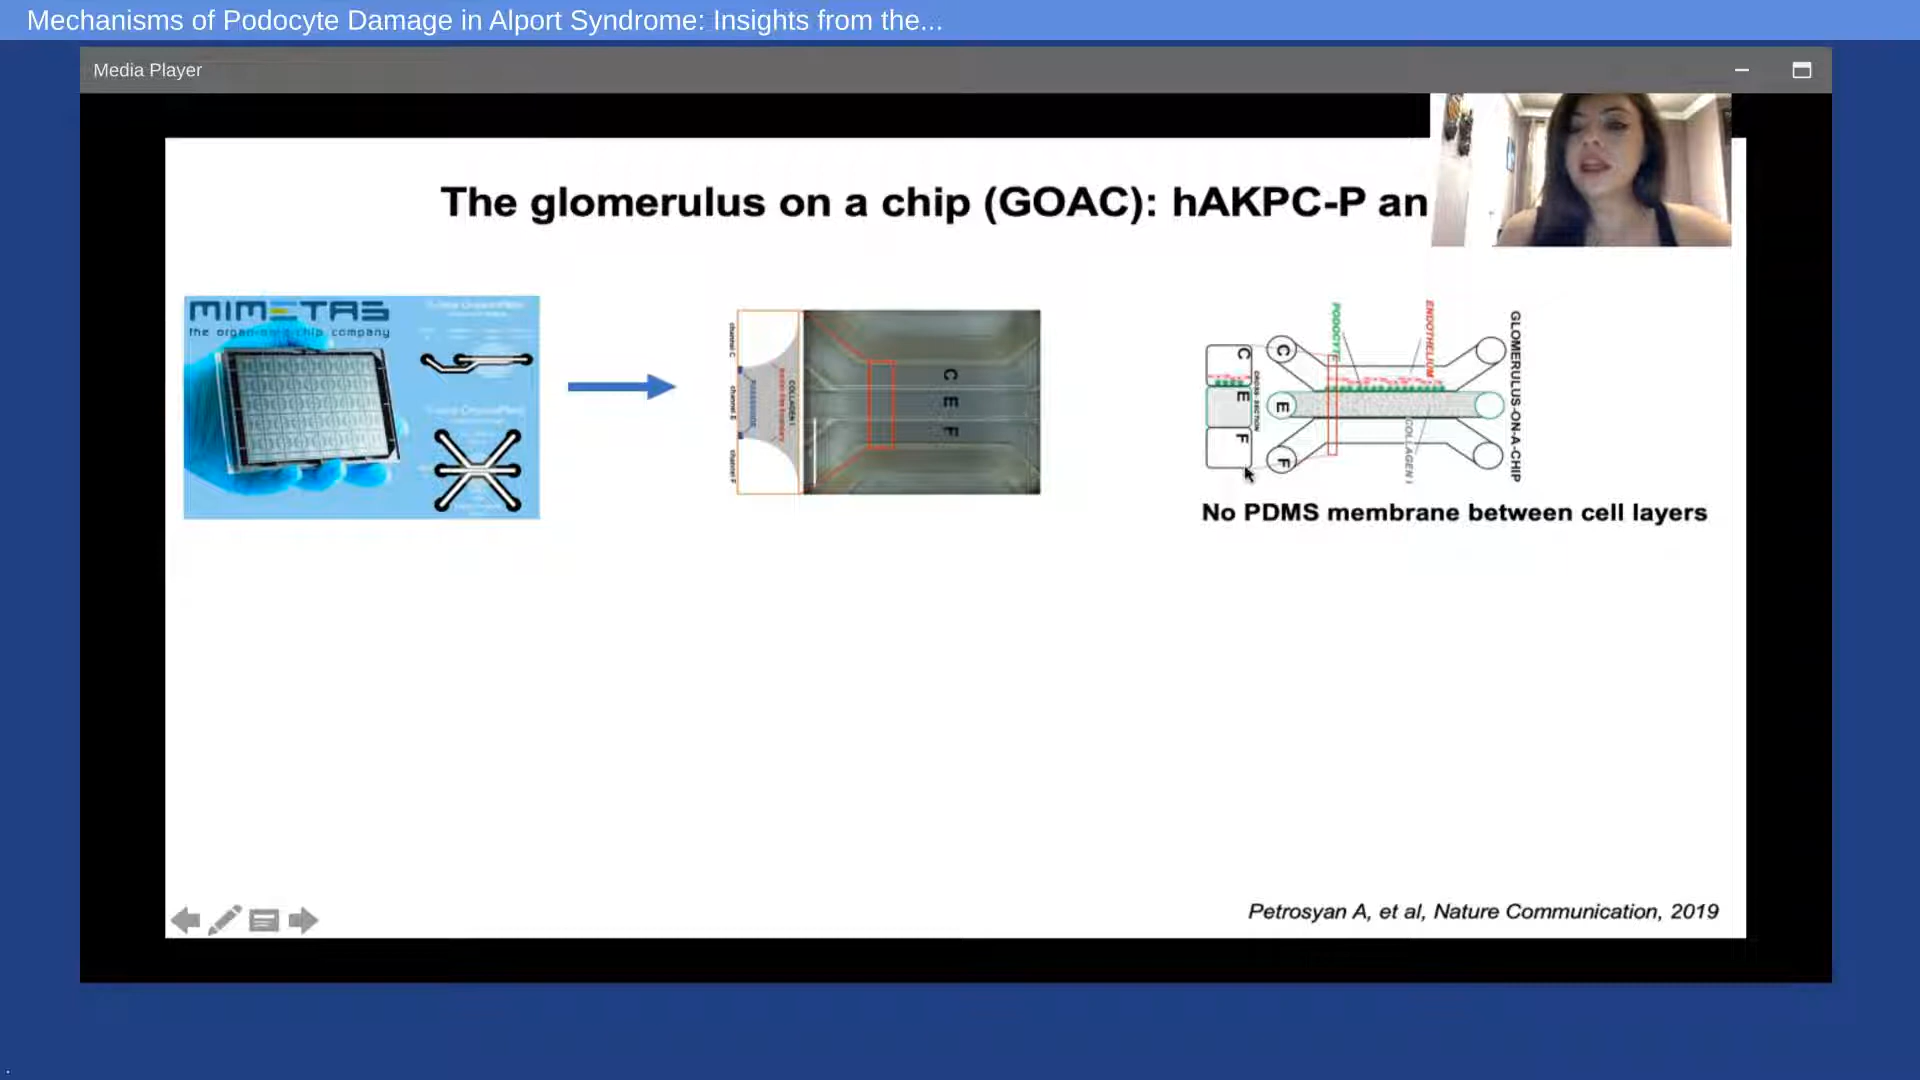 Mechanisms of Podocyte Damage in Alport Syndrome: Insights from the...
Media Player
The glomerulus on a chip (GOAC): hAKPC-P an
MIMETAS
the organ-on-a-chip company
channel C
channel E
channel F
COLLAGEN I
C
E
F
C
E
F
CROSS-SECTION
C
E
F
PODOCYTE
ENDOTHELIUM
COLLAGEN I
GLOMERULUS-ON-A-CHIP
No PDMS membrane between cell layers
Petrosyan A, et al, Nature Communication, 2019